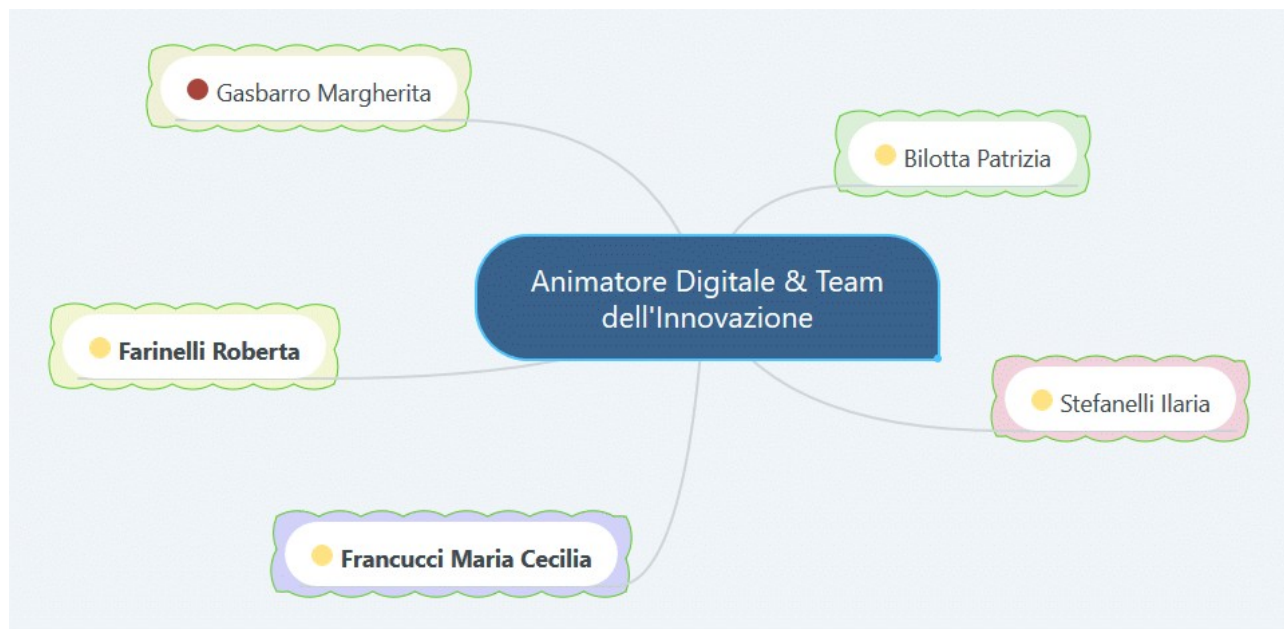 Gasbarro Margherita
Bilotta Patrizia
Animatore Digitale & Team
dell'Innovazione
Farinelli Roberta
Stefanelli Ilaria
Francucci Maria Cecilia